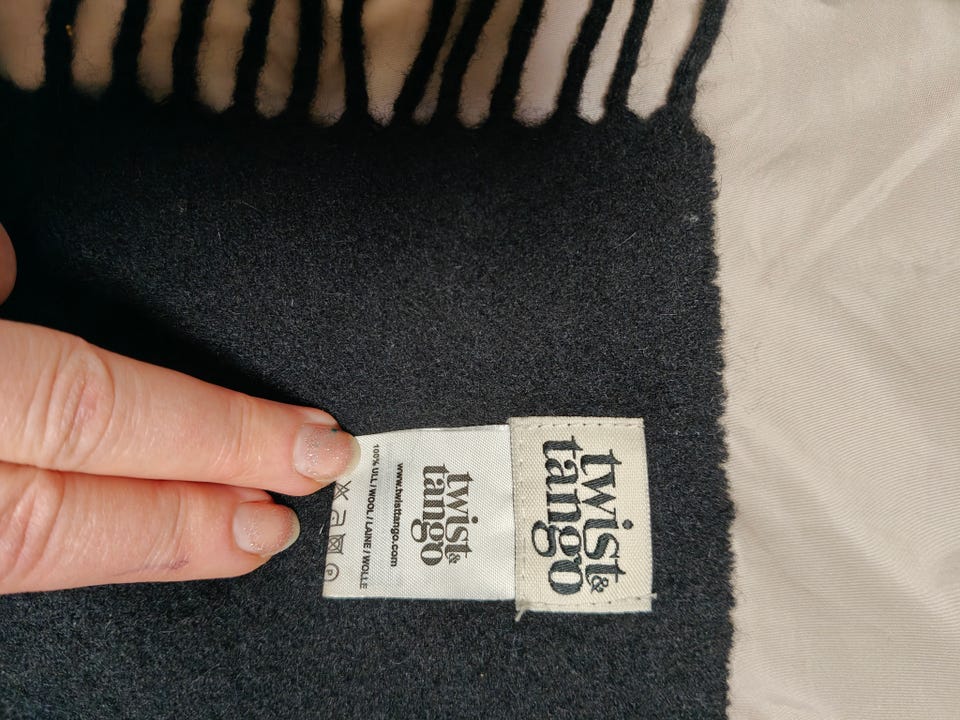 twist&
tango
twist&
tango
www.twisttango.com
100% ULL / WOOL / LAINE / WOLLE